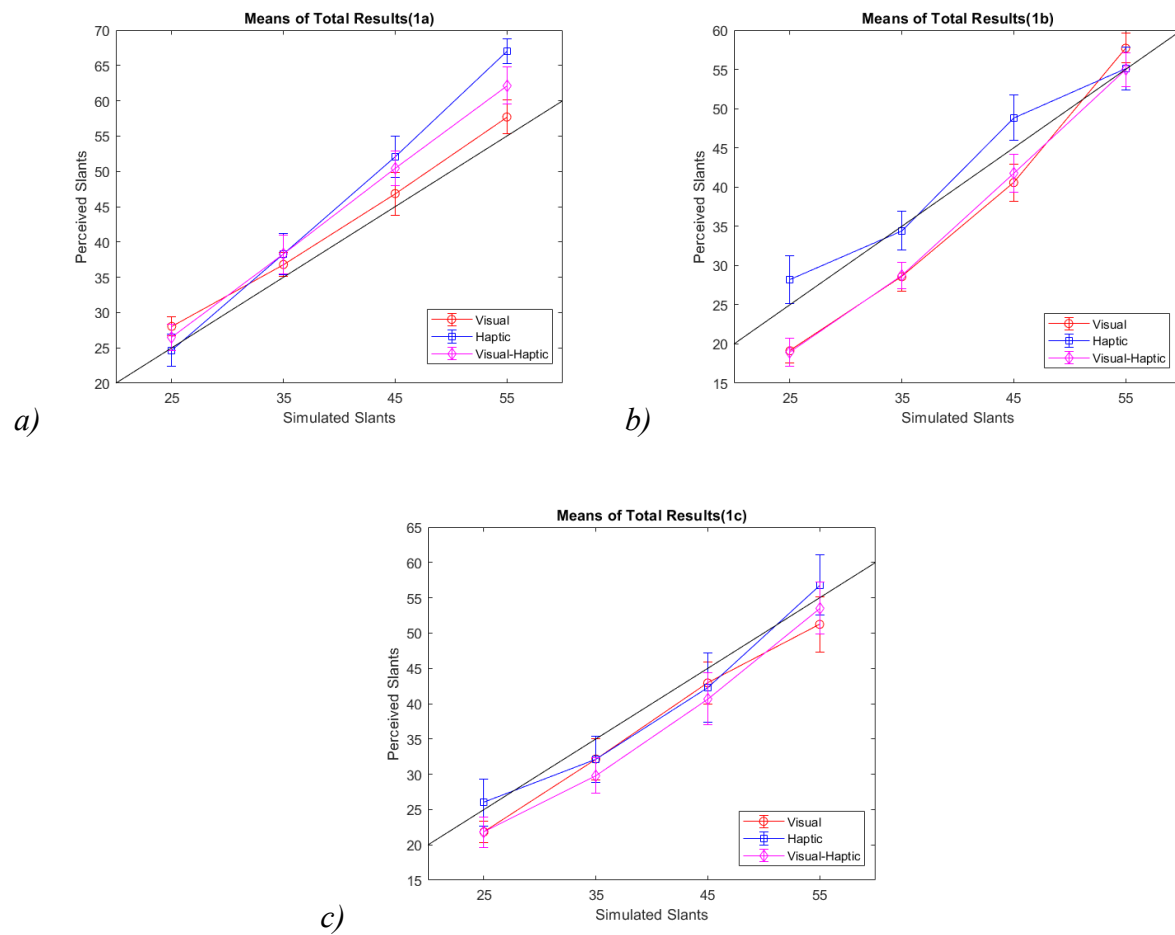 Means of Total Results(1a)
70
65
60
55
50
45
40
35
30
25
20
Perceived Slants
25 35 45 55
Simulated Slants
Visual
Haptic
Visual-Haptic
a)
Means of Total Results(1b)
60
55
50
45
40
35
30
25
20
15
Perceived Slants
25 35 45 55
Simulated Slants
Visual
Haptic
Visual-Haptic
b)
Means of Total Results(1c)
65
60
55
50
45
40
35
30
25
20
15
Perceived Slants
25 35 45 55
Simulated Slants
Visual
Haptic
Visual-Haptic
c)